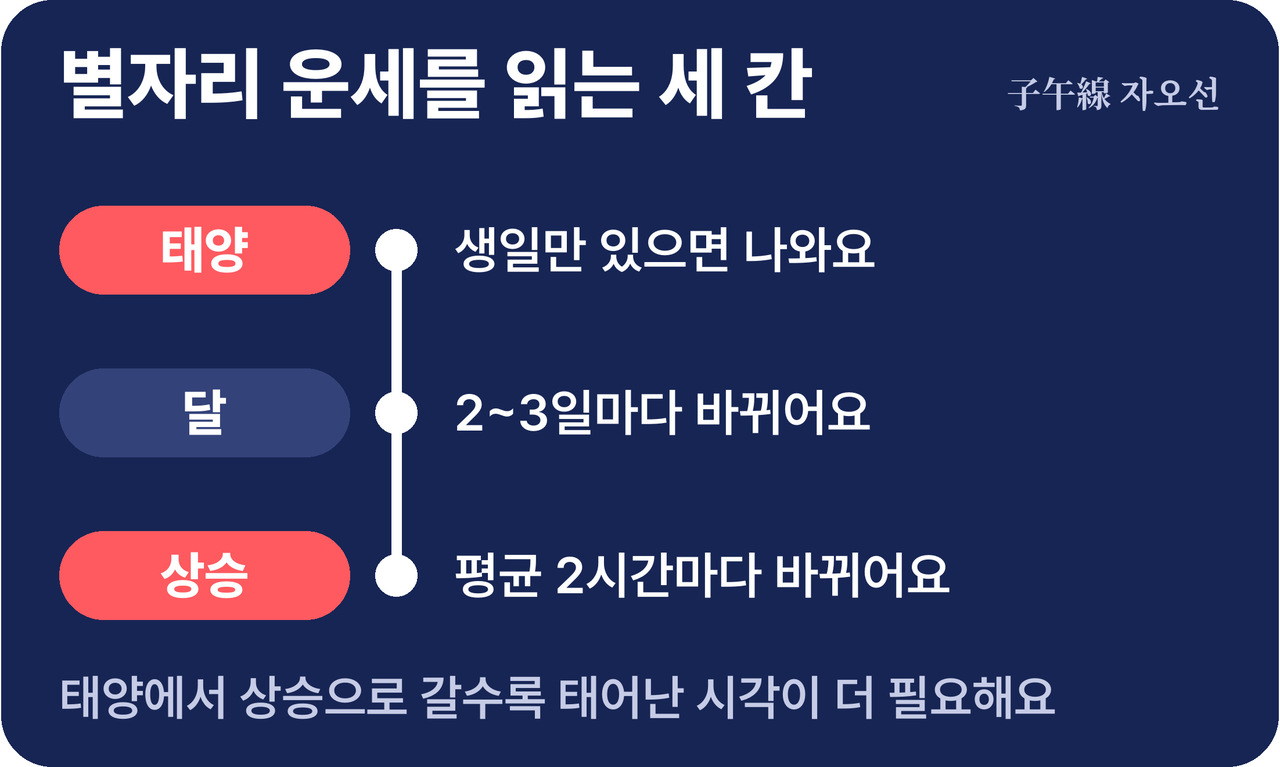 별자리 운세를 읽는 세 칸
子午線 자오선
태양
생일만 있으면 나와요
달
2~3일마다 바뀌어요
상승
평균 2시간마다 바뀌어요
태양에서 상승으로 갈수록 태어난 시각이 더 필요해요